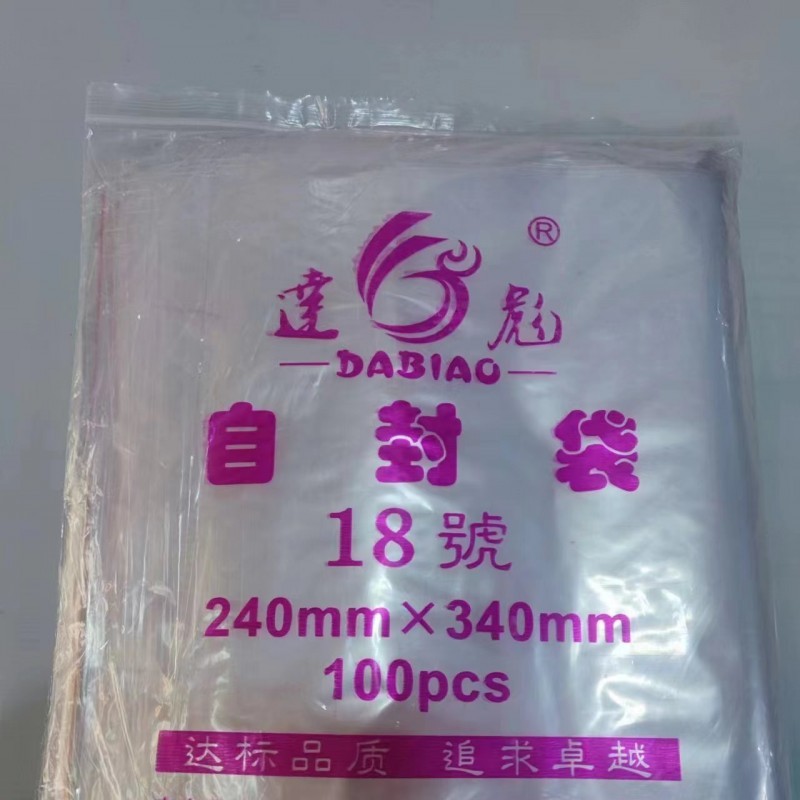 ®
達彪
DABIAO
自封袋
18號
240mm×340mm
100pcs
达标品质 追求卓越